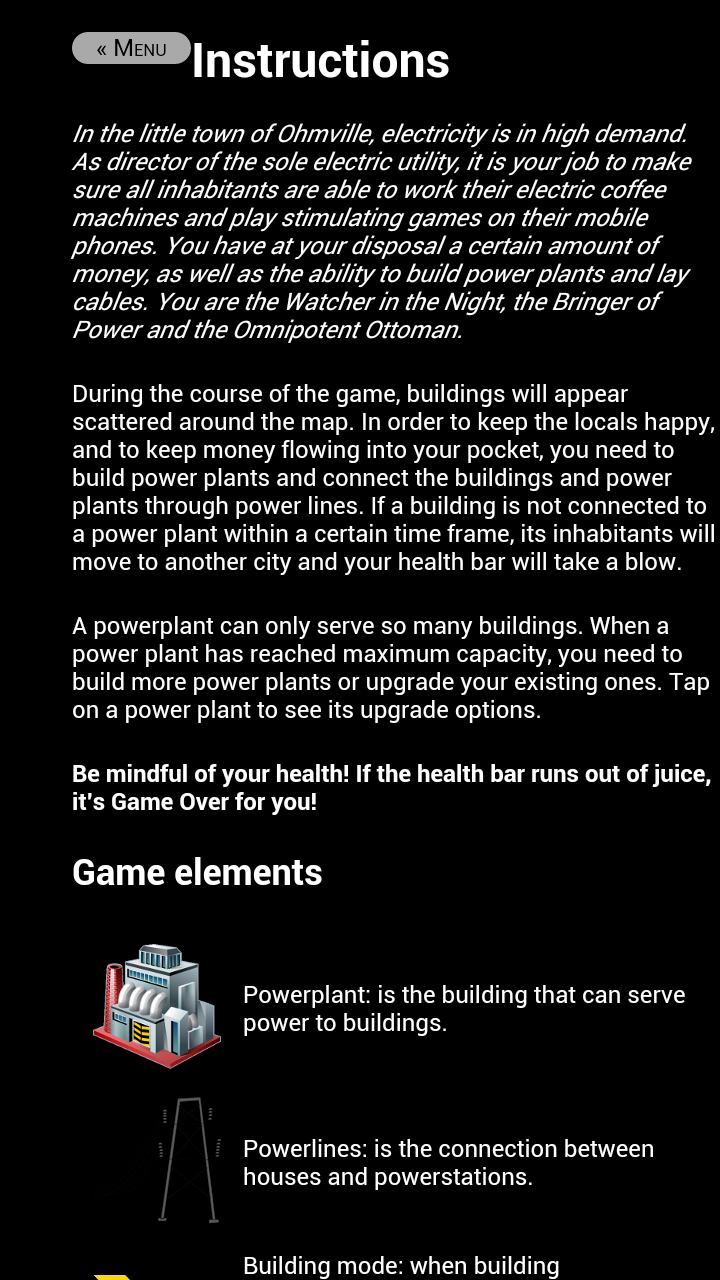 « Menu
Instructions
In the little town of Ohmville, electricity is in high demand.
As director of the sole electric utility, it is your job to make
sure all inhabitants are able to work their electric coffee
machines and play stimulating games on their mobile
phones. You have at your disposal a certain amount of
money, as well as the ability to build power plants and lay
cables. You are the Watcher in the Night, the Bringer of
Power and the Omnipotent Ottoman.
During the course of the game, buildings will appear
scattered around the map. In order to keep the locals happy,
and to keep money flowing into your pocket, you need to
build power plants and connect the buildings and power
plants through power lines. If a building is not connected to
a power plant within a certain time frame, its inhabitants will
move to another city and your health bar will take a blow.
A powerplant can only serve so many buildings. When a
power plant has reached maximum capacity, you need to
build more power plants or upgrade your existing ones. Tap
on a power plant to see its upgrade options.
Be mindful of your health! If the health bar runs out of juice,
it's Game Over for you!
Game elements
Powerplant: is the building that can serve
power to buildings.
Powerlines: is the connection between
houses and powerstations.
Building mode: when building